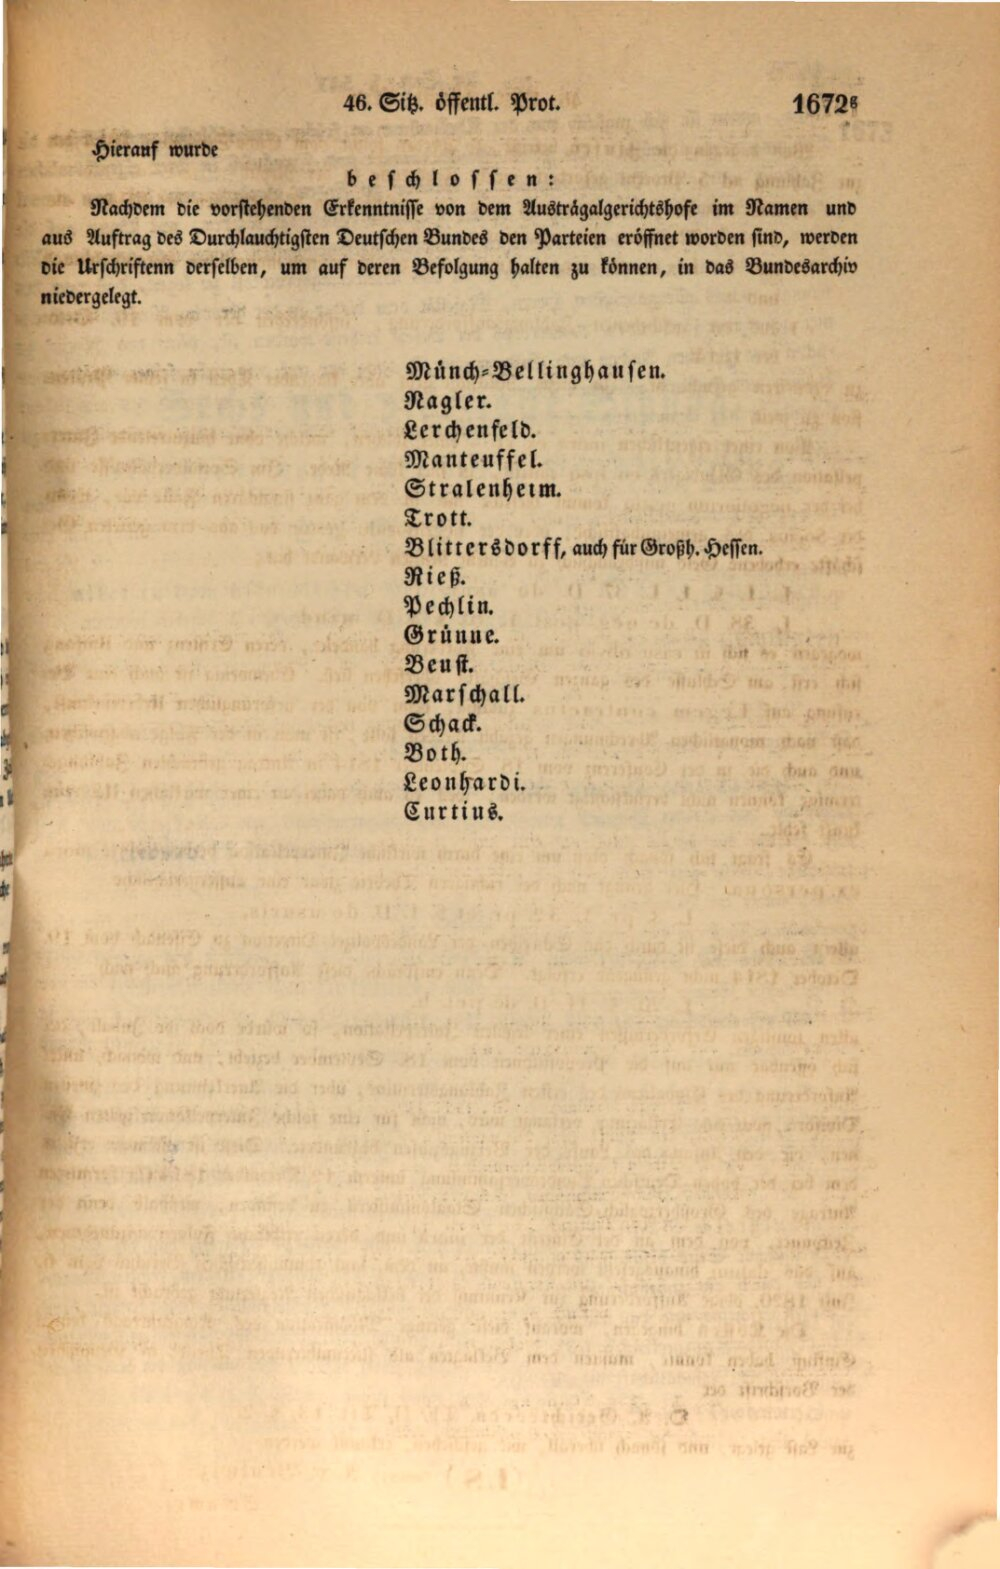 46. Sitz. öffentl. Prot. 1672g
Hierauf wurde
beschlossen:
Nachdem die vorstehenden Erkenntnisse von dem Austrägalgerichtshofe im Namen und
aus Auftrag des Durchlauchtigsten Deutschen Bundes den Parteien eröffnet worden sind, werden
die Urschriftenn derselben, um auf deren Befolgung halten zu können, in das Bundesarchiv
niedergelegt.
Münch-Bellinghausen.
Nagler.
Lerchenfeld.
Manteuffel.
Stralenheim.
Trott.
Blittersdorff, auch für Großh. Hessen.
Rieß.
Pechlin.
Grünne.
Beust.
Marschall.
Schack.
Both.
Leonhardi.
Curtius.